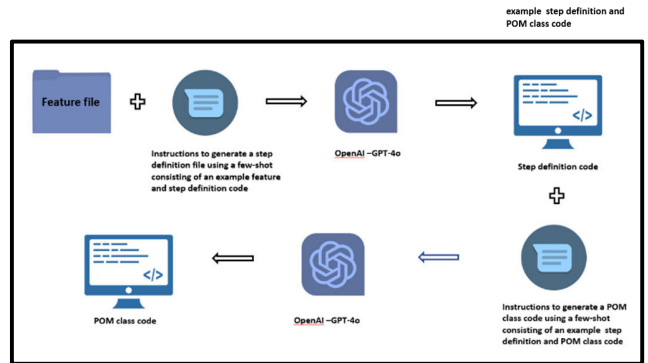 example step definition and
POM class code
Feature file
Instructions to generate a step
definition file using a few-shot
consisting of an example feature
and step definition code
OpenAI –GPT-4o
</>
Step definition code
</>
POM class code
OpenAI –GPT-4o
Instructions to generate a POM
class code using a few-shot
consisting of an example step
definition and POM class code